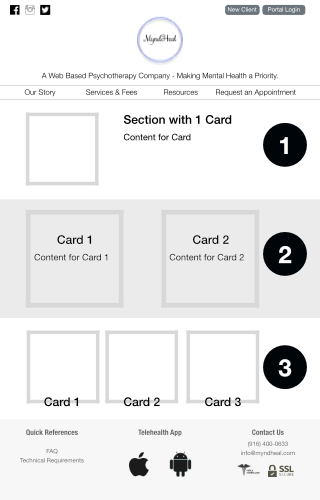 New Client
Portal Login
MyndHeal
A Web Based Psychotherapy Company - Making Mental Health a Priority.
Our Story
Services & Fees
Resources
Request an Appointment
Section with 1 Card
Content for Card
1
Card 1
Content for Card 1
Card 2
Content for Card 2
2
3
Card 1
Card 2
Card 3
Quick References
FAQ
Technical Requirements
Telehealth App
Contact Us
(916) 400-0633
info@myndheal.com
SSL
SECURE